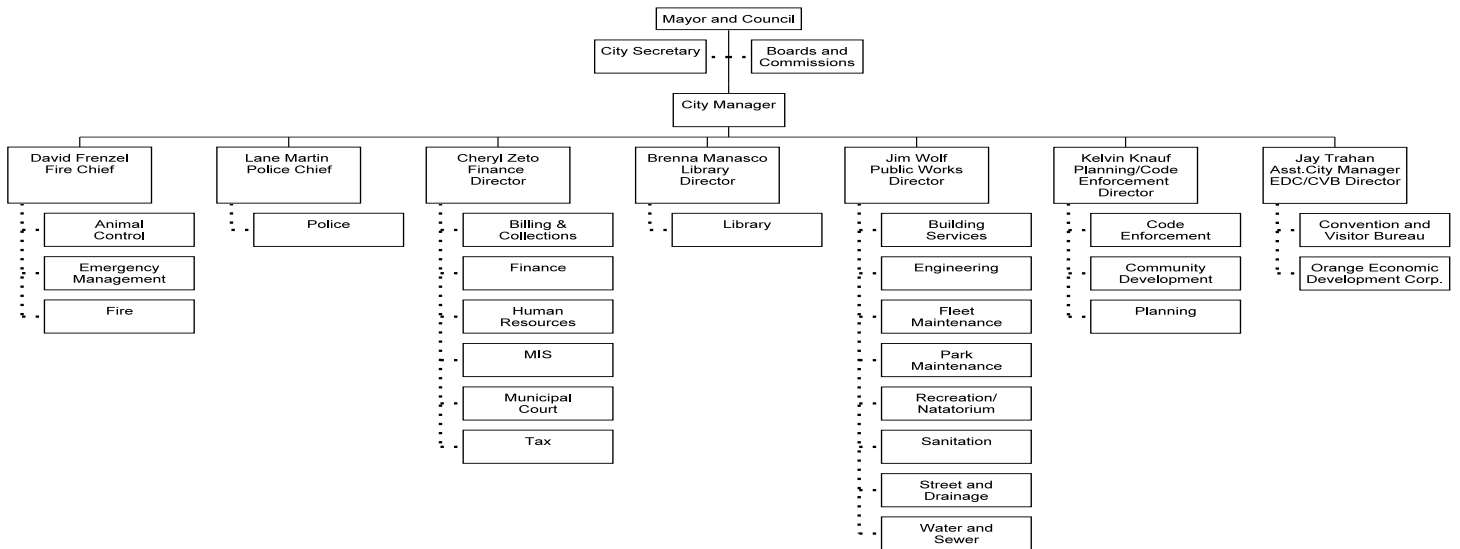 Mayor and Council
City Secretary
Boards and
Commissions
City Manager
David Frenzel
Fire Chief
Lane Martin
Police Chief
Cheryl Zeto
Finance
Director
Brenna Manasco
Library
Director
Jim Wolf
Public Works
Director
Kelvin Knauf
Planning/Code
Enforcement
Director
Jay Trahan
Asst.City Manager
EDC/CVB Director
Animal
Control
Emergency
Management
Fire
Police
Billing &
Collections
Finance
Human
Resources
MIS
Municipal
Court
Tax
Library
Building
Services
Engineering
Fleet
Maintenance
Park
Maintenance
Recreation/
Natatorium
Sanitation
Street and
Drainage
Water and
Sewer
Code
Enforcement
Community
Development
Planning
Convention and
Visitor Bureau
Orange Economic
Development Corp.